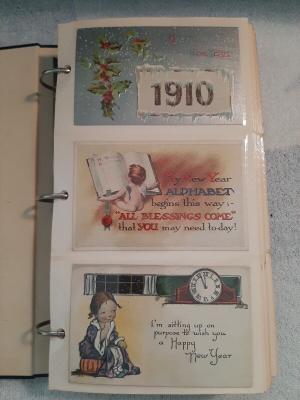 1910
My New Year
ALPHABET
begins this way:-
"ALL BLESSINGS COME"
that YOU may need to-day!
I'm sitting up on
purpose to wish you
a Happy
New Year